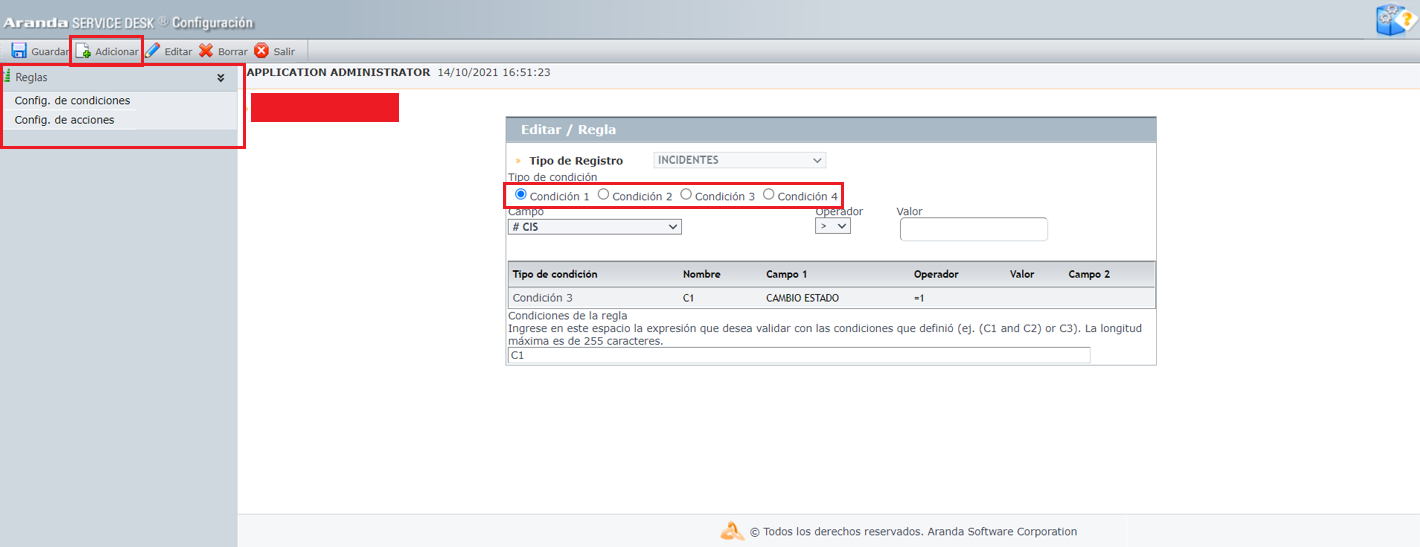 Aranda SERVICE DESK ® Configuración
Guardar Adicionar Editar Borrar Salir
Reglas
Config. de condiciones
Config. de acciones
APPLICATION ADMINISTRATOR 14/10/2021 16:51:23
Editar / Regla
» Tipo de Registro INCIDENTES
Tipo de condición
Condición 1 Condición 2 Condición 3 Condición 4
Campo Operador Valor
# CIS >
Tipo de condición Nombre Campo 1 Operador Valor Campo 2
Condición 3 C1 CAMBIO ESTADO =1
Condiciones de la regla
Ingrese en este espacio la expresión que desea validar con las condiciones que definió (ej. (C1 and C2) or C3). La longitud
máxima es de 255 caracteres.
C1
© Todos los derechos reservados. Aranda Software Corporation